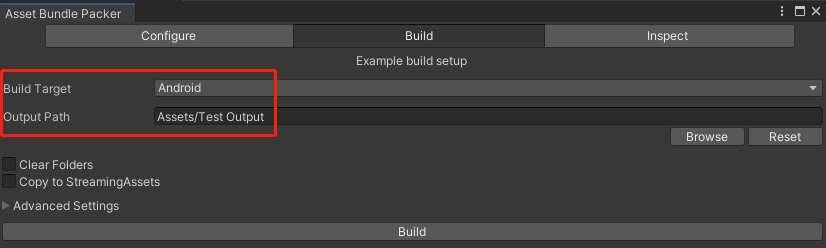 Asset Bundle Packer
Configure Build Inspect
Example build setup
Build Target Android
Output Path Assets/Test Output
Browse Reset
Clear Folders
Copy to StreamingAssets
Advanced Settings
Build